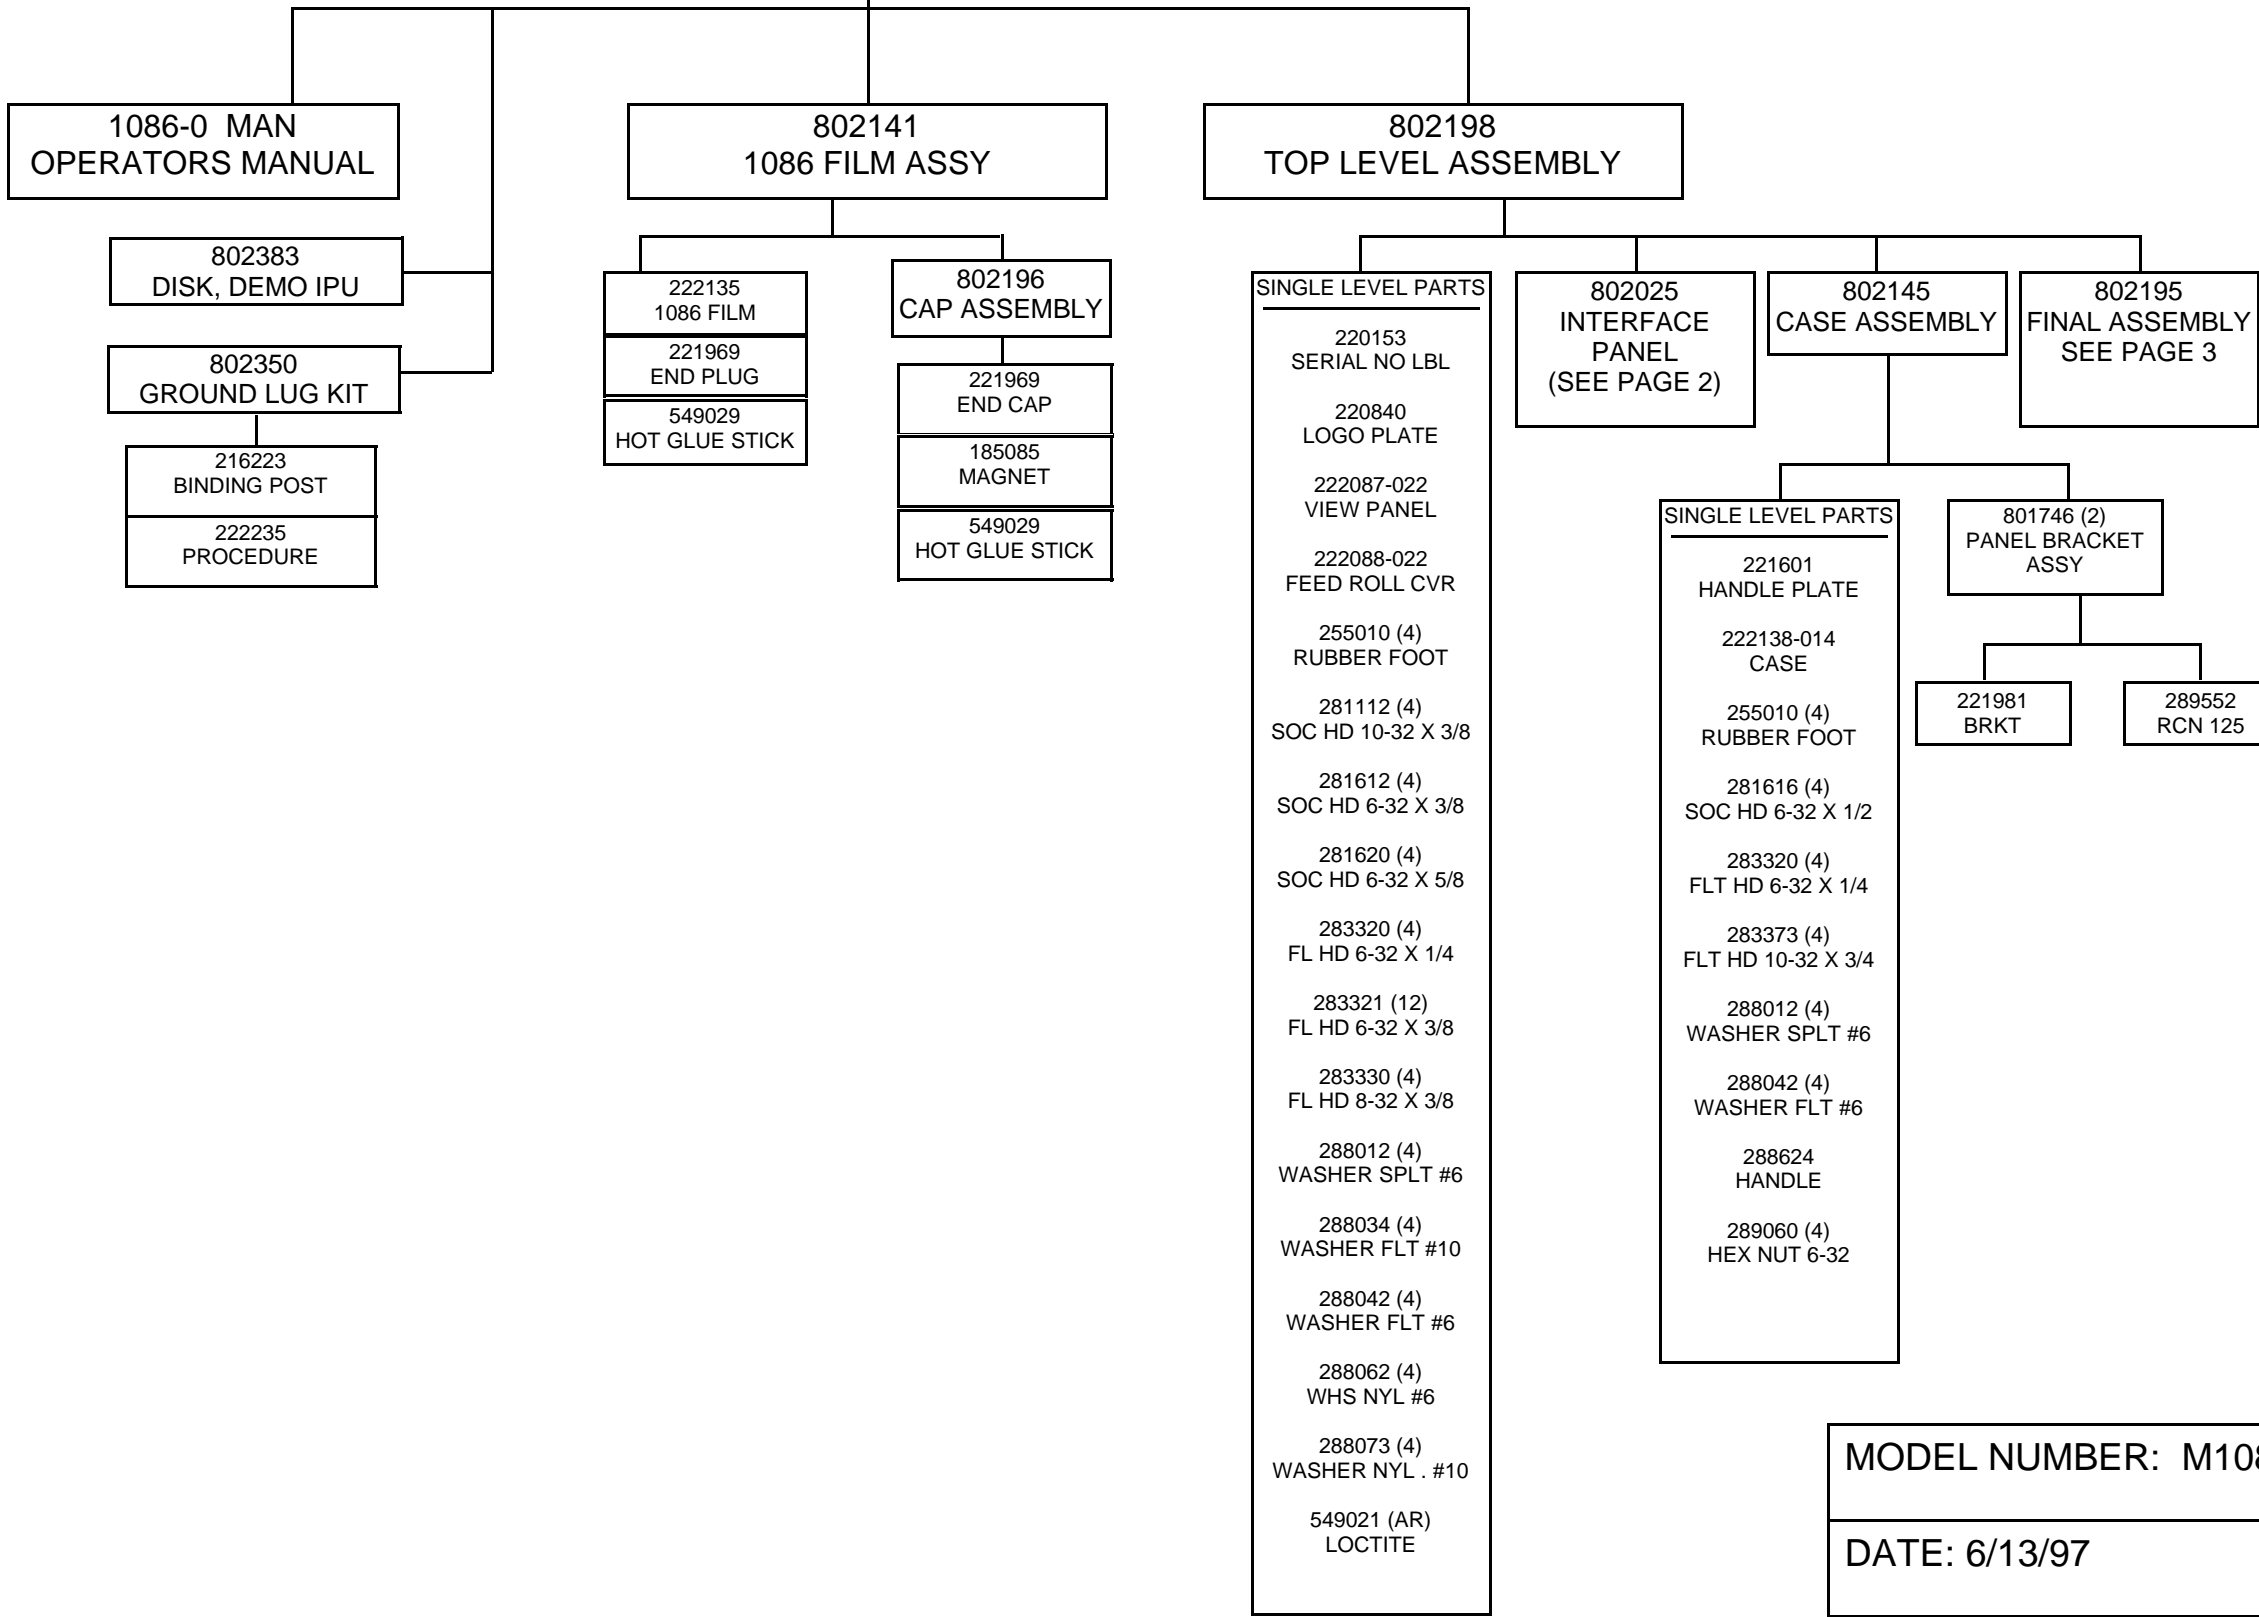 1086-0 MAN
OPERATORS MANUAL
802383
DISK, DEMO IPU
802350
GROUND LUG KIT
216223
BINDING POST
222235
PROCEDURE
802141
1086 FILM ASSY
222135
1086 FILM
221969
END PLUG
549029
HOT GLUE STICK
802196
CAP ASSEMBLY
221969
END CAP
185085
MAGNET
549029
HOT GLUE STICK
802198
TOP LEVEL ASSEMBLY
SINGLE LEVEL PARTS
220153
SERIAL NO LBL
220840
LOGO PLATE
222087-022
VIEW PANEL
222088-022
FEED ROLL CVR
255010 (4)
RUBBER FOOT
281112 (4)
SOC HD 10-32 X 3/8
281612 (4)
SOC HD 6-32 X 3/8
281620 (4)
SOC HD 6-32 X 5/8
283320 (4)
FL HD 6-32 X 1/4
283321 (12)
FL HD 6-32 X 3/8
283330 (4)
FL HD 8-32 X 3/8
288012 (4)
WASHER SPLT #6
288034 (4)
WASHER FLT #10
288042 (4)
WASHER FLT #6
288062 (4)
WHS NYL #6
288073 (4)
WASHER NYL . #10
549021 (AR)
LOCTITE
802025
INTERFACE
PANEL
(SEE PAGE 2)
802145
CASE ASSEMBLY
SINGLE LEVEL PARTS
221601
HANDLE PLATE
222138-014
CASE
255010 (4)
RUBBER FOOT
281616 (4)
SOC HD 6-32 X 1/2
283320 (4)
FLT HD 6-32 X 1/4
283373 (4)
FLT HD 10-32 X 3/4
288012 (4)
WASHER SPLT #6
288042 (4)
WASHER FLT #6
288624
HANDLE
289060 (4)
HEX NUT 6-32
801746 (2)
PANEL BRACKET
ASSY
221981
BRKT
289552
RCN 125
802195
FINAL ASSEMBLY
SEE PAGE 3
MODEL NUMBER: M108
DATE: 6/13/97